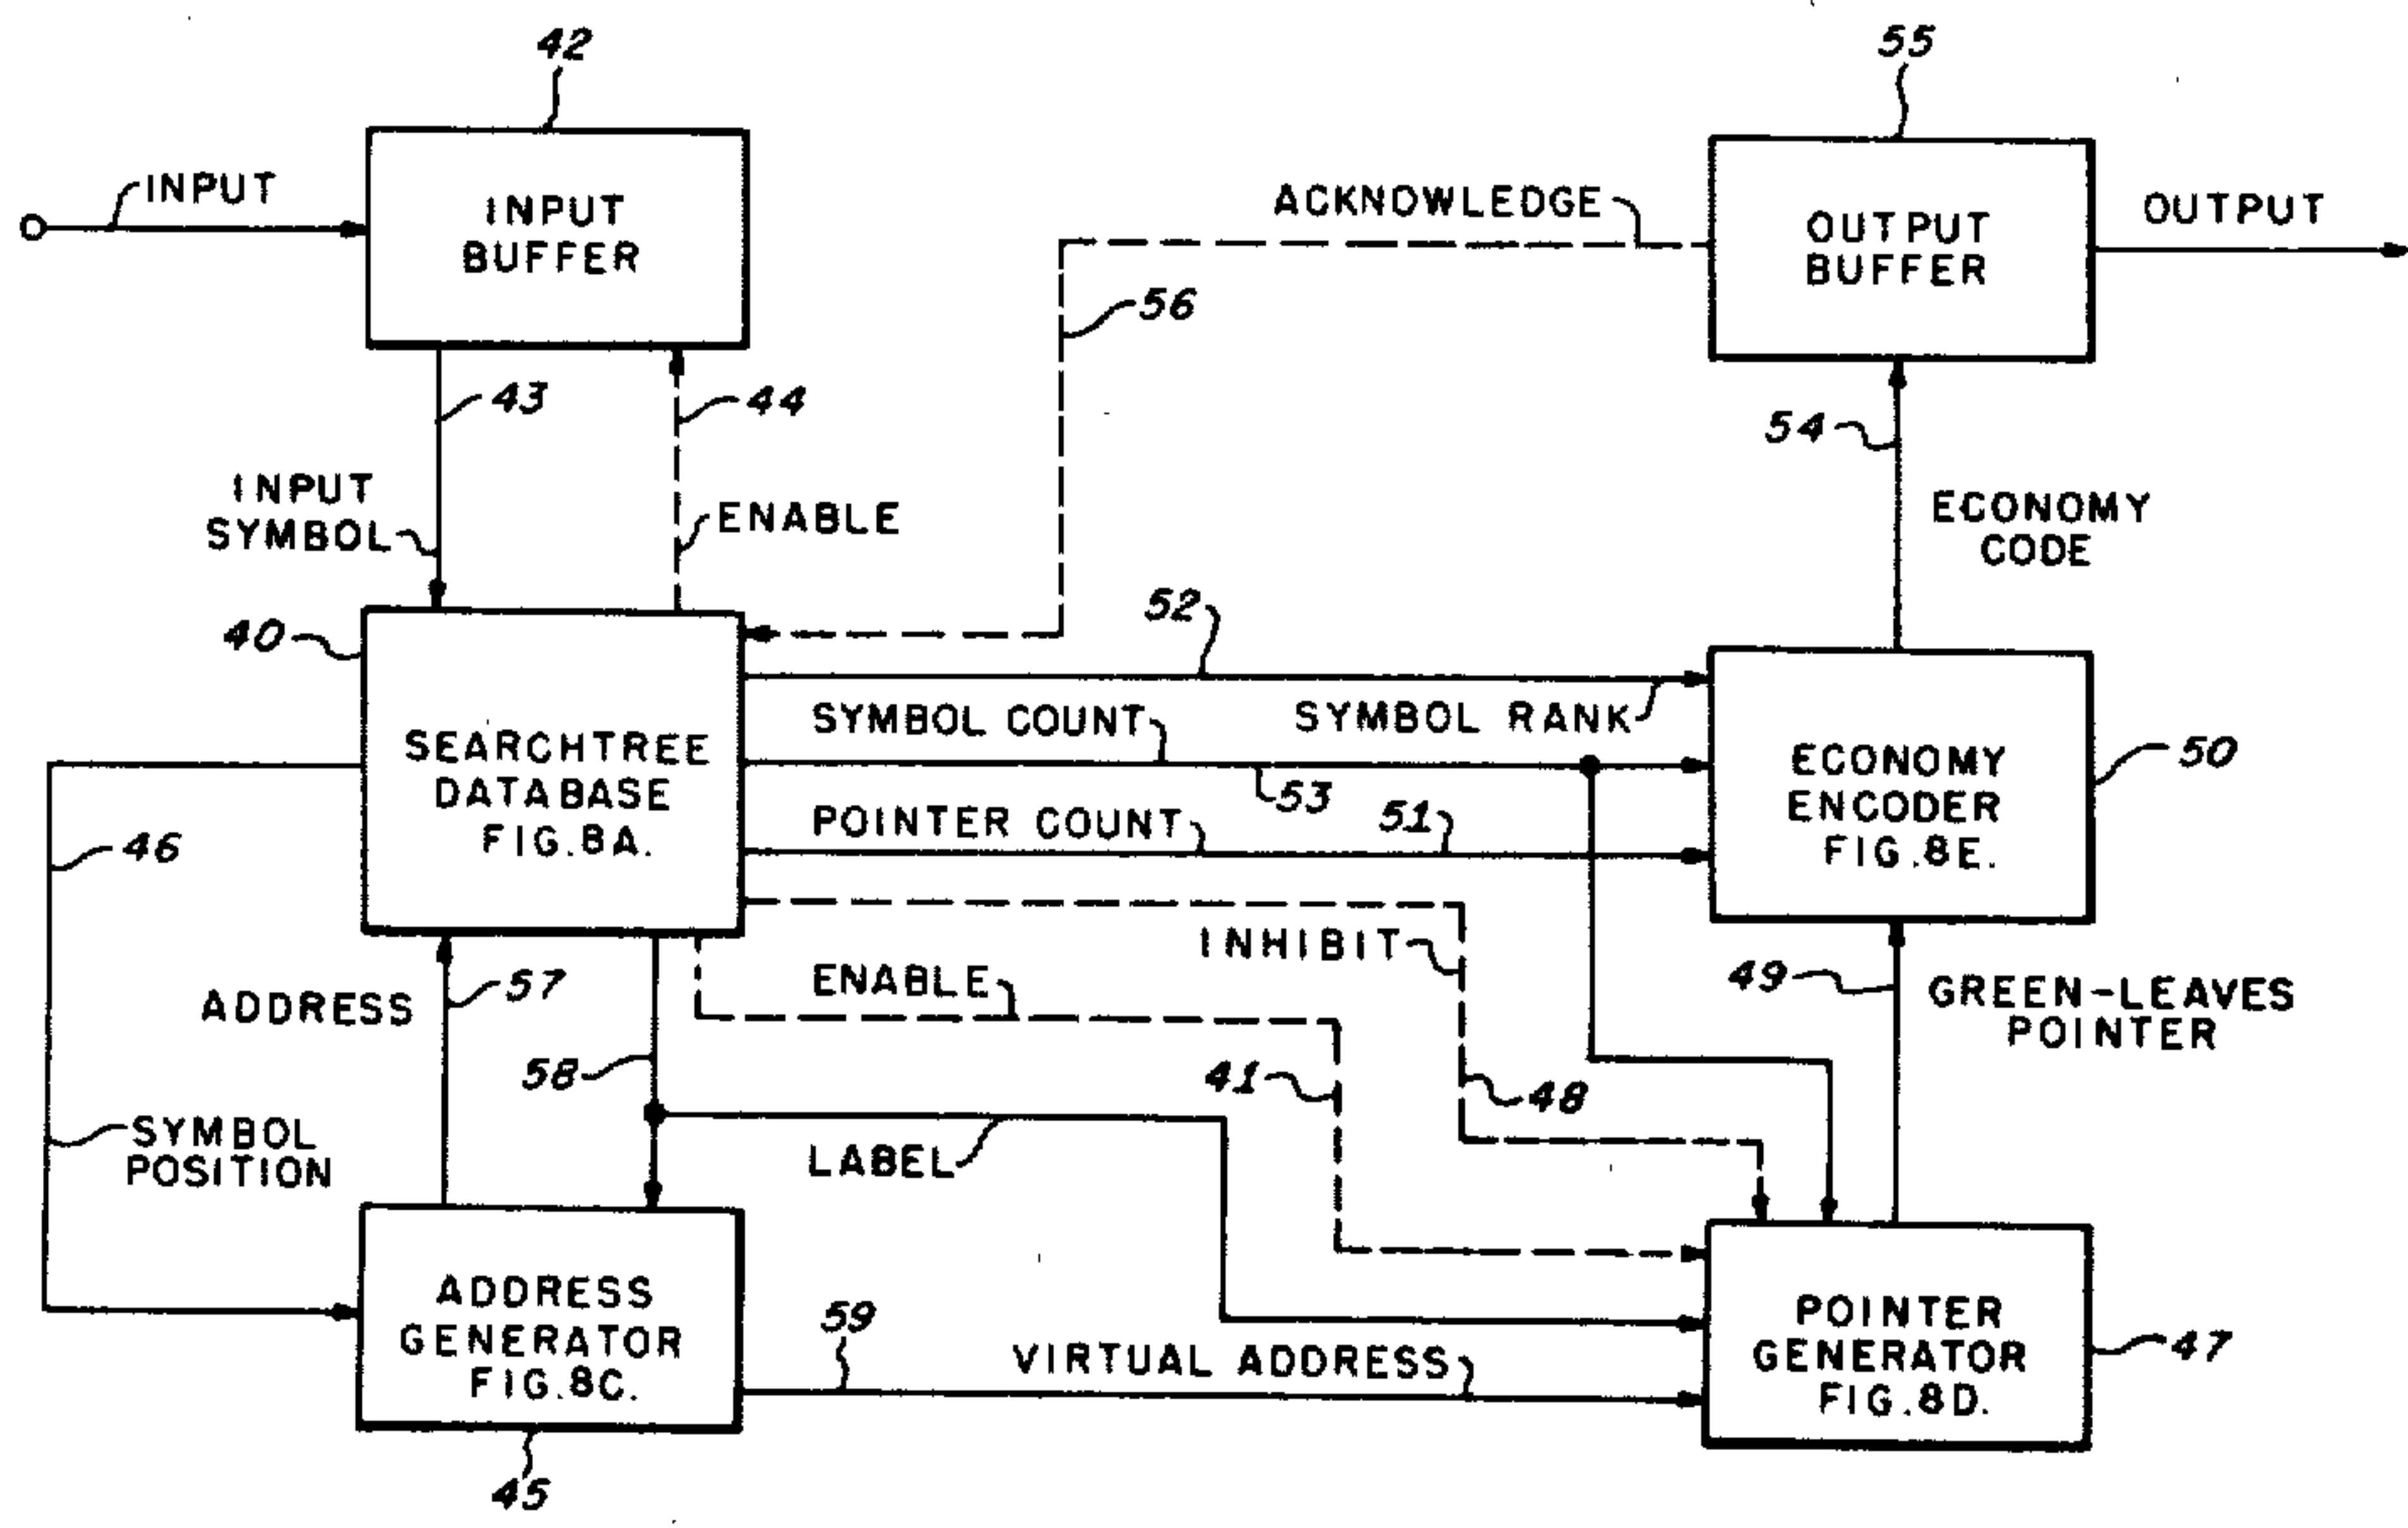 42
55
INPUT
INPUT
BUFFER
ACKNOWLEDGE
OUTPUT
BUFFER
OUTPUT
56
43
44
54
INPUT
SYMBOL
ENABLE
ECONOMY
CODE
40
52
SYMBOL COUNT
SYMBOL RANK
SEARCHTREE
DATABASE
FIG.8A.
53
ECONOMY
ENCODER
FIG.8E.
50
46
POINTER COUNT
51
INHIBIT
ADDRESS
57
ENABLE
49
GREEN-LEAVES
POINTER
58
41
48
SYMBOL
POSITION
LABEL
ADDRESS
GENERATOR
FIG.8C.
59
VIRTUAL ADDRESS
POINTER
GENERATOR
FIG.8D.
47
45